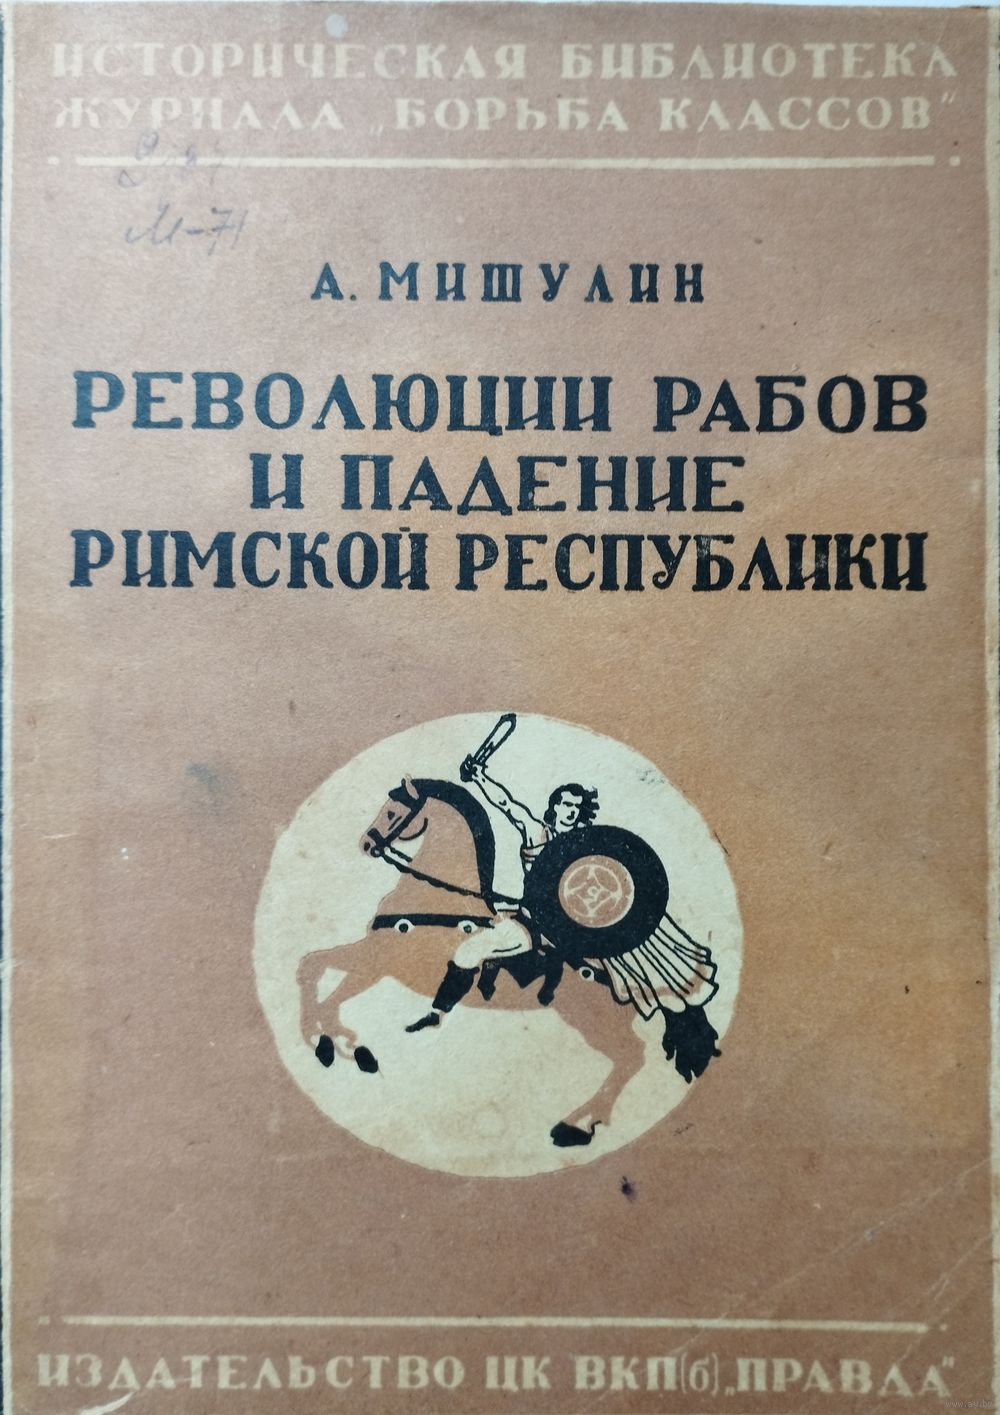 ИСТОРИЧЕСКАЯ БИБЛИОТЕКА
ЖУРНАЛА „БОРЬБА КЛАССОВ"
М-71
А. МИШУЛИН
РЕВОЛЮЦИИ РАБОВ
И ПАДЕНИЕ
РИМСКОЙ РЕСПУБЛИКИ
ИЗДАТЕЛЬСТВО ЦК ВКП(б) „ПРАВДА"